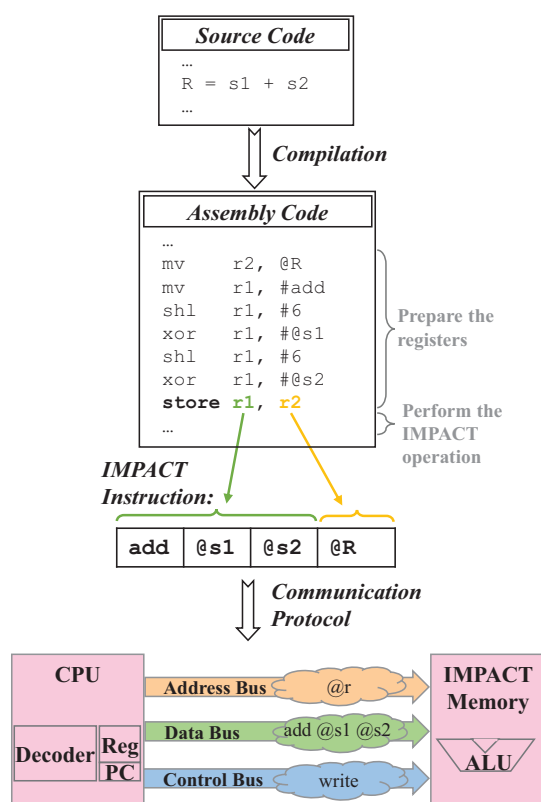 Source Code
…
R = s1 + s2
…
Compilation
Assembly Code
…
mv r2, @R
mv r1, #add
shl r1, #6
xor r1, #@s1
shl r1, #6
xor r1, #@s2
store r1, r2
…
Prepare the
registers
Perform the
IMPACT
operation
IMPACT
Instruction:
add @s1 @s2 @R
Communication
Protocol
CPU
Decoder
Reg
PC
Address Bus @r
Data Bus add @s1 @s2
Control Bus write
IMPACT
Memory
ALU